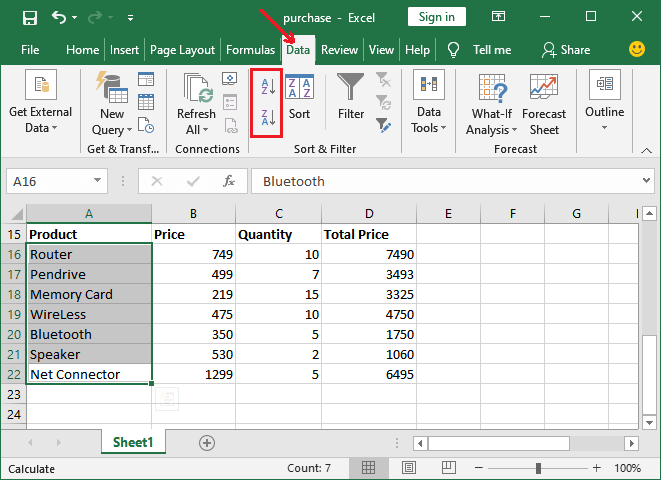 purchase - Excel
Sign in
File Home Insert Page Layout Formulas Data Review View Help Tell me Share
Get External Data
New Query
Refresh All
A Z
Z A
Z A A Z
Sort
Filter
Data Tools
What-If Analysis
Forecast Sheet
Outline
Get & Transf... Connections Sort & Filter Forecast
A16 fx Bluetooth
A B C D E F G H
15 Product Price Quantity Total Price
16 Router 749 10 7490
17 Pendrive 499 7 3493
18 Memory Card 219 15 3325
19 WireLess 475 10 4750
20 Bluetooth 350 5 1750
21 Speaker 530 2 1060
22 Net Connector 1299 5 6495
23
24
Sheet1
Calculate Count: 7 100%